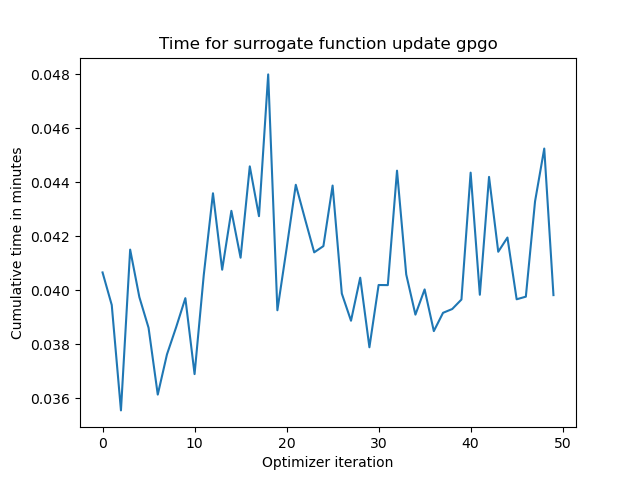 Time for surrogate function update gpgo
Cumulative time in minutes
0.048
0.046
0.044
0.042
0.040
0.038
0.036
0 10 20 30 40 50
Optimizer iteration